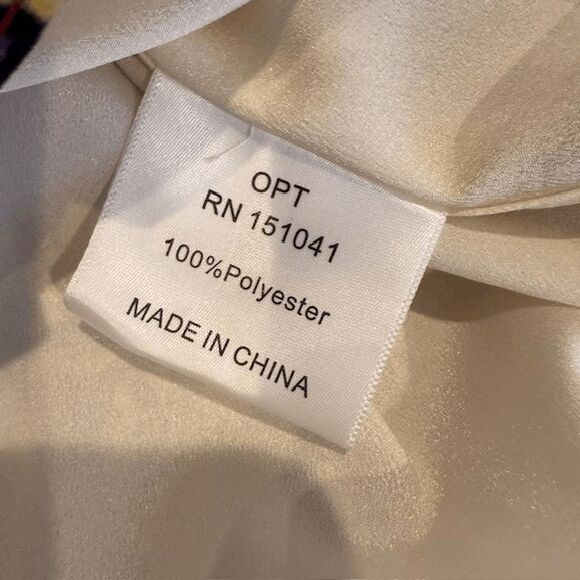 OPT
RN 151041
100%Polyester
MADE IN CHINA